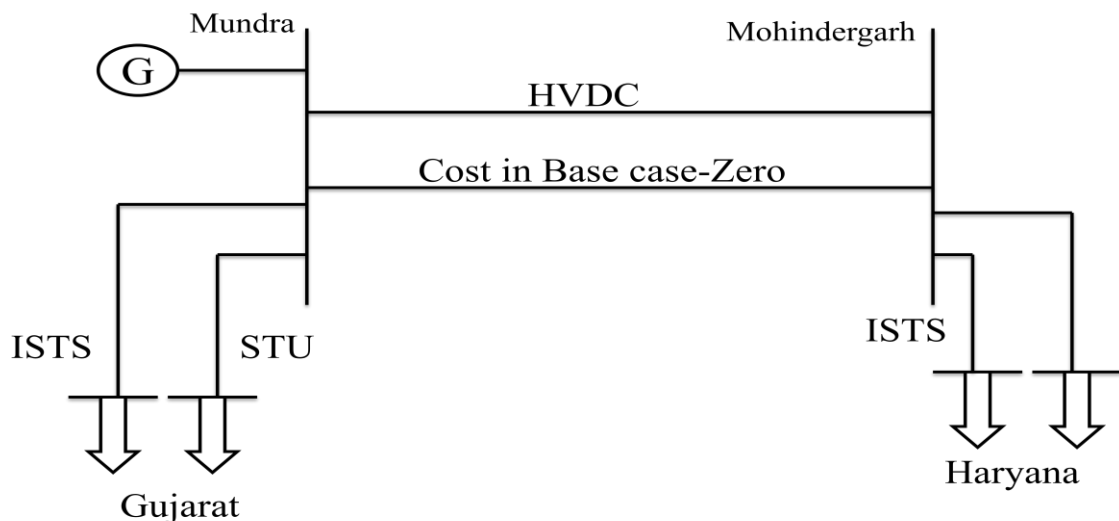 Mundra
Mohindergarh
G
HVDC
Cost in Base case-Zero
ISTS
STU
ISTS
Gujarat
Haryana